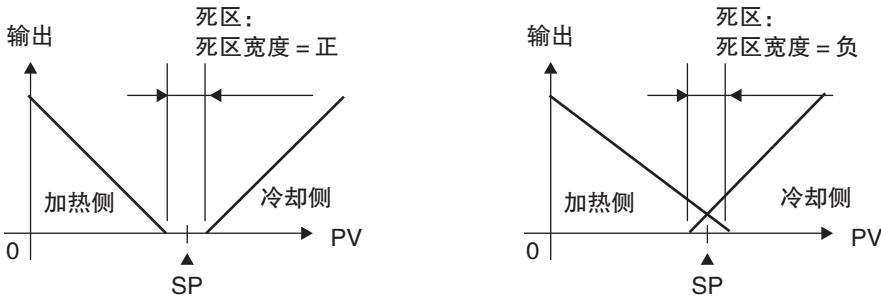 死区：
死区宽度 = 正
输出
加热侧
冷却侧
0
PV
SP
死区：
死区宽度 = 负
输出
加热侧
冷却侧
0
PV
SP